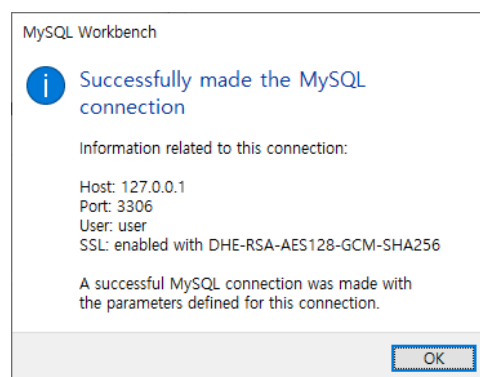 MySQL Workbench
Successfully made the MySQL
connection
Information related to this connection:
Host: 127.0.0.1
Port: 3306
User: user
SSL: enabled with DHE-RSA-AES128-GCM-SHA256
A successful MySQL connection was made with
the parameters defined for this connection.
OK